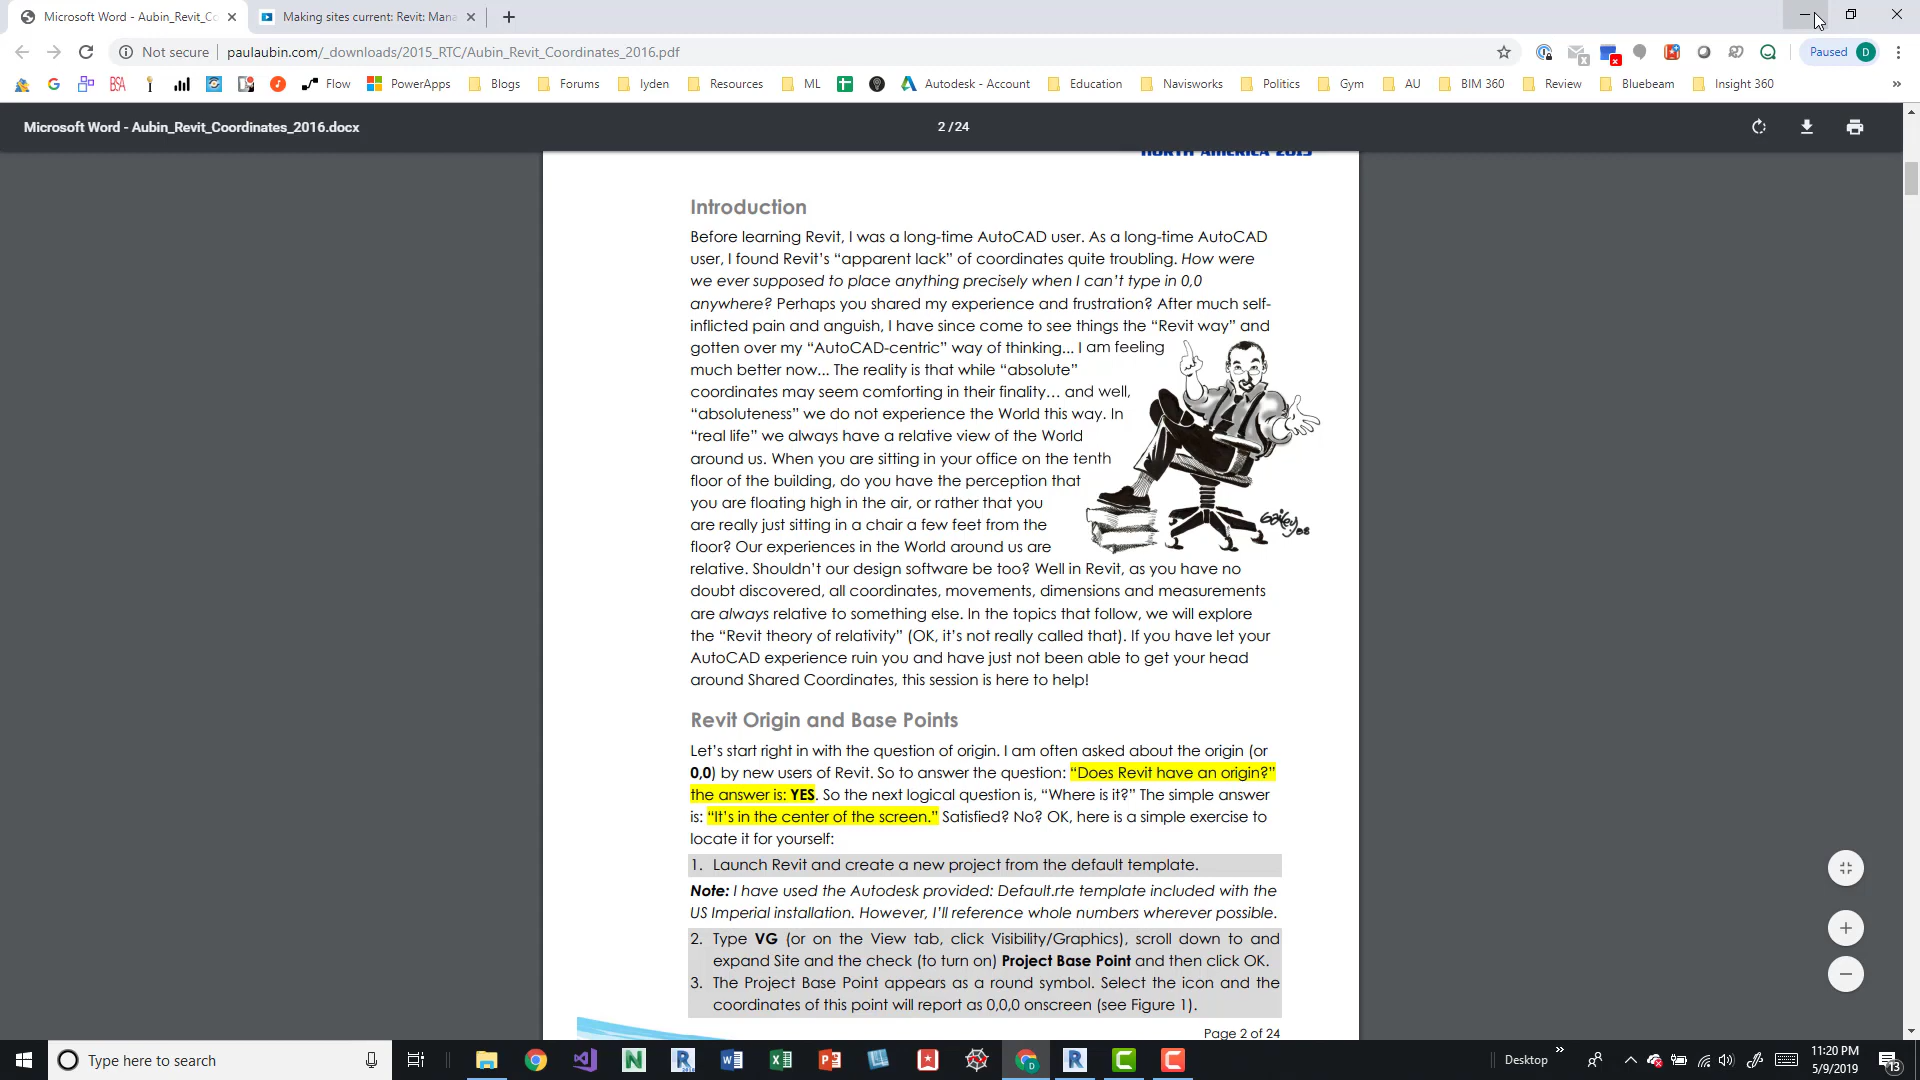 Microsoft Word - Aubin_Revit_Co
Making sites current: Revit: Mana
Not secure
paulaubin.com/_downloads/2015_RTC/Aubin_Revit_Coordinates_2016.pdf
Paused
D
BSA
Flow
PowerApps
Blogs
Forums
lyden
Resources
ML
Autodesk - Account
Education
Navisworks
Politics
Gym
AU
BIM 360
Review
Bluebeam
Insight 360
Microsoft Word - Aubin_Revit_Coordinates_2016.docx
2 / 24
NORTH AMERICA 2015
Introduction
Before learning Revit, I was a long-time AutoCAD user. As a long-time AutoCAD
user, I found Revit's “apparent lack” of coordinates quite troubling. How were
we ever supposed to place anything precisely when I can't type in 0,0
anywhere? Perhaps you shared my experience and frustration? After much self-
inflicted pain and anguish, I have since come to see things the “Revit way” and
gotten over my “AutoCAD-centric” way of thinking... I am feeling
much better now... The reality is that while “absolute”
coordinates may seem comforting in their finality… and well,
“absoluteness” we do not experience the World this way. In
“real life” we always have a relative view of the World
around us. When you are sitting in your office on the tenth
floor of the building, do you have the perception that
you are floating high in the air, or rather that you
are really just sitting in a chair a few feet from the
floor? Our experiences in the World around us are
relative. Shouldn't our design software be too? Well in Revit, as you have no
doubt discovered, all coordinates, movements, dimensions and measurements
are always relative to something else. In the topics that follow, we will explore
the “Revit theory of relativity” (OK, it's not really called that). If you have let your
AutoCAD experience ruin you and have just not been able to get your head
around Shared Coordinates, this session is here to help!
Revit Origin and Base Points
Let's start right in with the question of origin. I am often asked about the origin (or
0,0) by new users of Revit. So to answer the question: “Does Revit have an origin?”
the answer is: YES. So the next logical question is, “Where is it?” The simple answer
is: “It's in the center of the screen.” Satisfied? No? OK, here is a simple exercise to
locate it for yourself:
1. Launch Revit and create a new project from the default template.
Note: I have used the Autodesk provided: Default.rte template included with the
US Imperial installation. However, I'll reference whole numbers wherever possible.
2. Type VG (or on the View tab, click Visibility/Graphics), scroll down to and
expand Site and the check (to turn on) Project Base Point and then click OK.
3. The Project Base Point appears as a round symbol. Select the icon and the
coordinates of this point will report as 0,0,0 onscreen (see Figure 1).
Page 2 of 24
Type here to search
Desktop
11:20 PM
5/9/2019
13